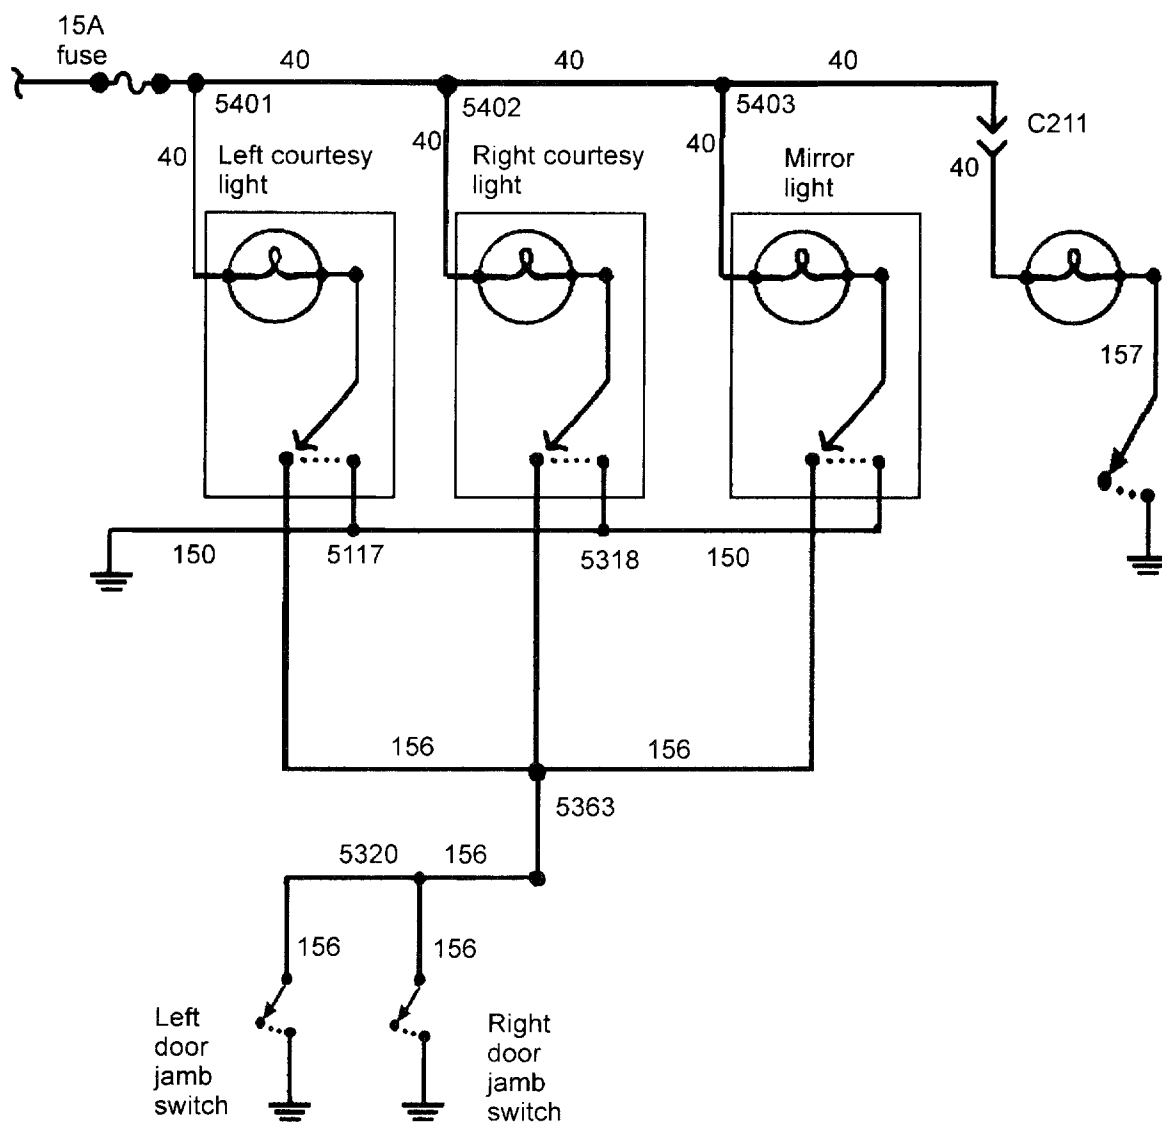 15A
fuse
40
40
40
5401
5402
5403
C211
40
40
40
40
Left courtesy
light
Right courtesy
light
Mirror
light
157
150
5117
5318
150
156
156
5363
5320
156
156
156
Left
door
jamb
switch
Right
door
jamb
switch